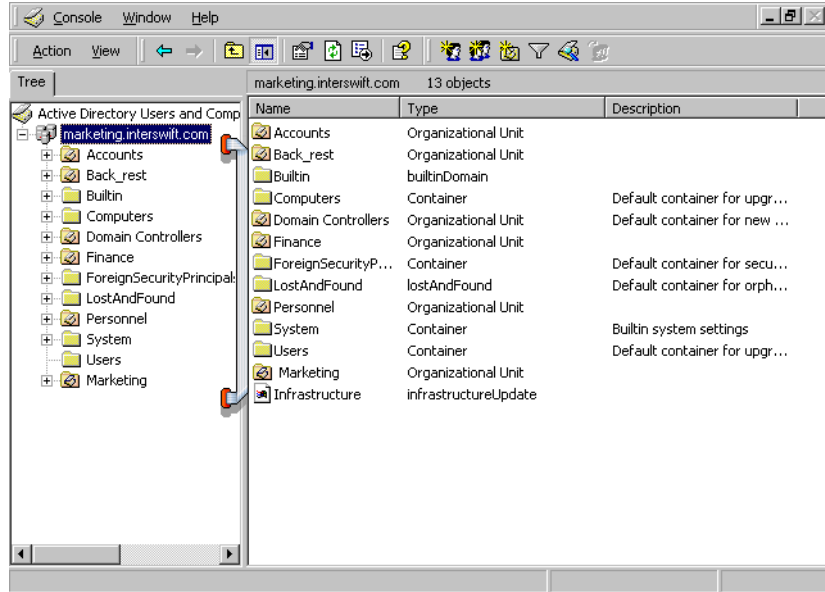 Console Window Help
Action View
Tree
marketing.interswift.com 13 objects
Active Directory Users and Comp
marketing.interswift.com
Accounts
Back_rest
Builtin
Computers
Domain Controllers
Finance
ForeignSecurityPrincipals
LostAndFound
Personnel
System
Users
Marketing
Name Type Description
Accounts Organizational Unit
Back_rest Organizational Unit
Builtin builtinDomain
Computers Container Default container for upgr...
Domain Controllers Organizational Unit Default container for new ...
Finance Organizational Unit
ForeignSecurityP... Container Default container for secu...
LostAndFound lostAndFound Default container for orph...
Personnel Organizational Unit
System Container Builtin system settings
Users Container Default container for upgr...
Marketing Organizational Unit
Infrastructure infrastructureUpdate